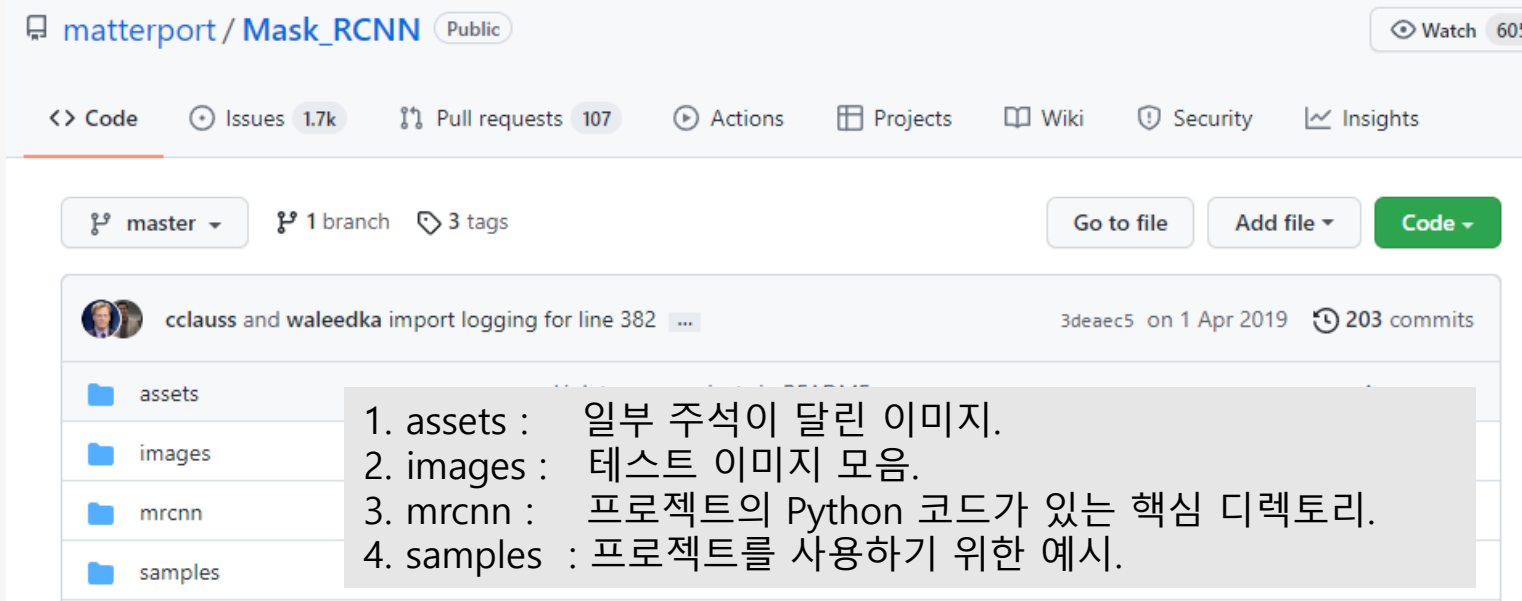 matterport / Mask_RCNN Public
Watch 605
<> Code Issues 1.7k Pull requests 107 Actions Projects Wiki Security Insights
master 1 branch 3 tags Go to file Add file Code
cclauss and waleedka import logging for line 382 ... 3deaec5 on 1 Apr 2019 203 commits
assets
images
mrcnn
samples
1. assets : 일부 주석이 달린 이미지.
2. images : 테스트 이미지 모음.
3. mrcnn : 프로젝트의 Python 코드가 있는 핵심 디렉토리.
4. samples : 프로젝트를 사용하기 위한 예시.